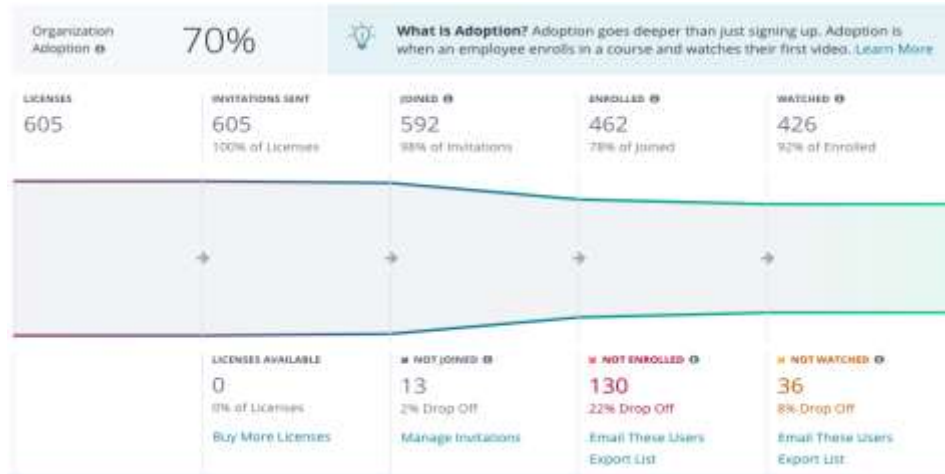 Organization
Adoption
70%
What Is Adoption? Adoption goes deeper than just signing up. Adoption is
when an employee enrolls in a course and watches their first video. Learn More
LICENSES
605
INVITATIONS SENT
605
100% of Licenses
JOINED
592
98% of Invitations
ENROLLED
462
78% of Joined
WATCHED
426
92% of Enrolled
LICENSES AVAILABLE
0
0% of Licenses
Buy More Licenses
NOT JOINED
13
2% Drop Off
Manage Invitations
NOT ENROLLED
130
22% Drop Off
Email These Users
Export List
NOT WATCHED
36
8% Drop Off
Email These Users
Export List